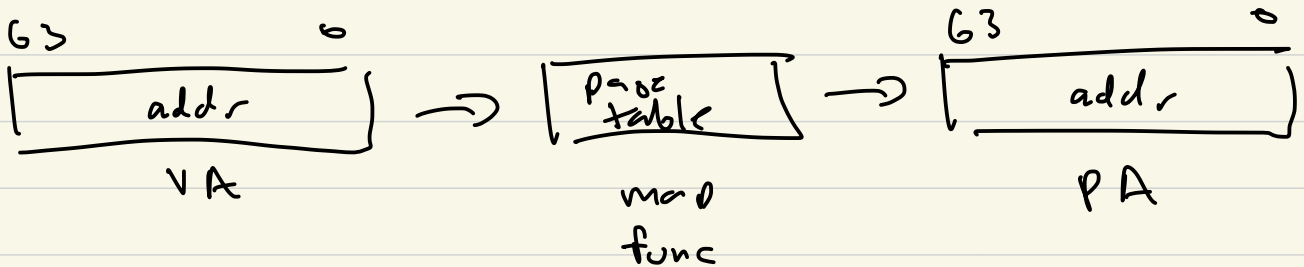 63 0 63 0
addr → page table → addr
VA map func PA